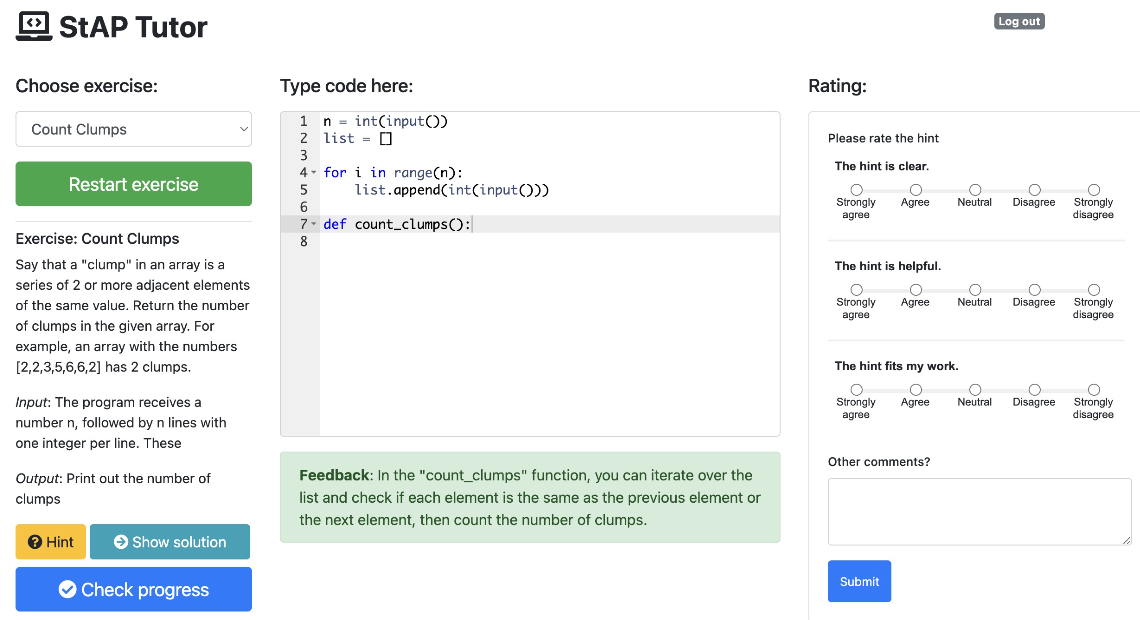 StAP Tutor
Log out
Choose exercise:
Count Clumps
Restart exercise
Exercise: Count Clumps
Say that a "clump" in an array is a
series of 2 or more adjacent elements
of the same value. Return the number
of clumps in the given array. For
example, an array with the numbers
[2,2,3,5,6,6,2] has 2 clumps.
Input: The program receives a
number n, followed by n lines with
one integer per line. These
Output: Print out the number of
clumps
Hint
Show solution
Check progress
Type code here:
1 n = int(input())
2 list = []
3
4 for i in range(n):
5     list.append(int(input()))
6
7 def count_clumps():
8
Feedback: In the "count_clumps" function, you can iterate over the
list and check if each element is the same as the previous element or
the next element, then count the number of clumps.
Rating:
Please rate the hint
The hint is clear.
Strongly agree Agree Neutral Disagree Strongly disagree
The hint is helpful.
Strongly agree Agree Neutral Disagree Strongly disagree
The hint fits my work.
Strongly agree Agree Neutral Disagree Strongly disagree
Other comments?
Submit